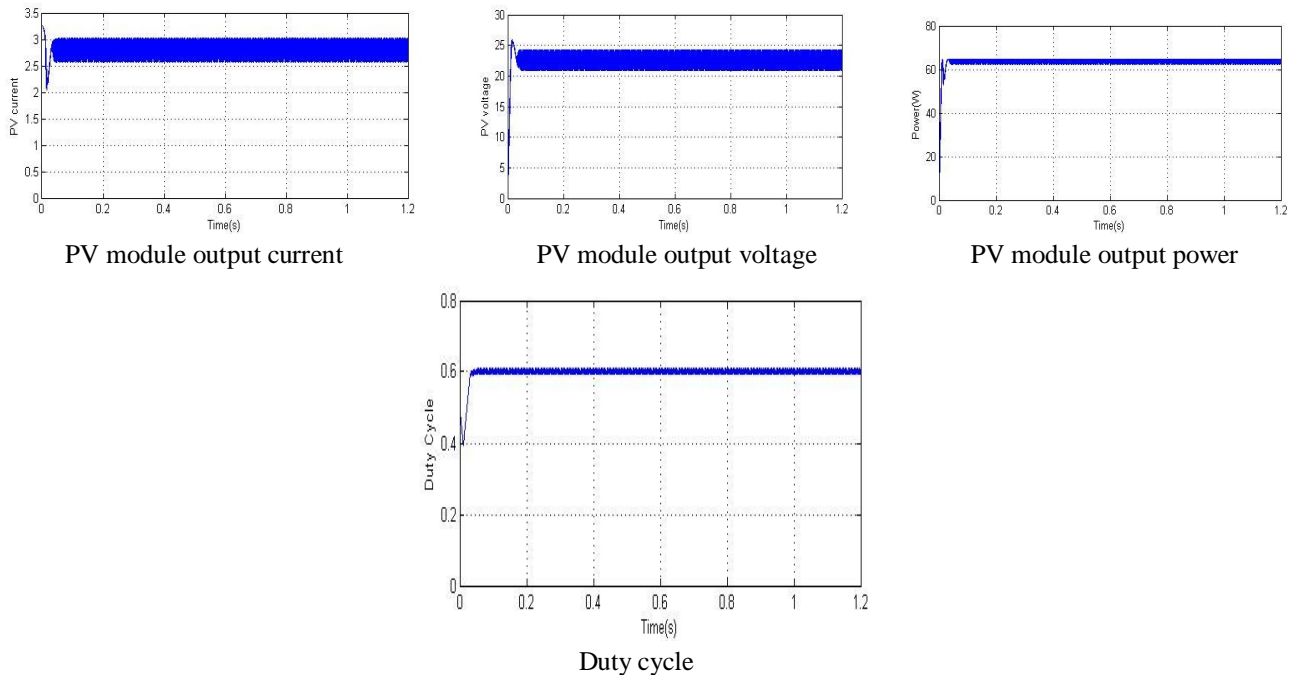 3.5
3
2.5
2
1.5
1
0.5
0
PV current
0 0.2 0.4 0.6 0.8 1 1.2
Time(s)
PV module output current
30
25
20
15
10
5
0
PV voltage
0 0.2 0.4 0.6 0.8 1 1.2
Time(s)
PV module output voltage
80
60
40
20
0
Power(W)
0 0.2 0.4 0.6 0.8 1 1.2
Time(s)
PV module output power
0.8
0.6
0.4
0.2
0
Duty Cycle
0 0.2 0.4 0.6 0.8 1 1.2
Time(s)
Duty cycle